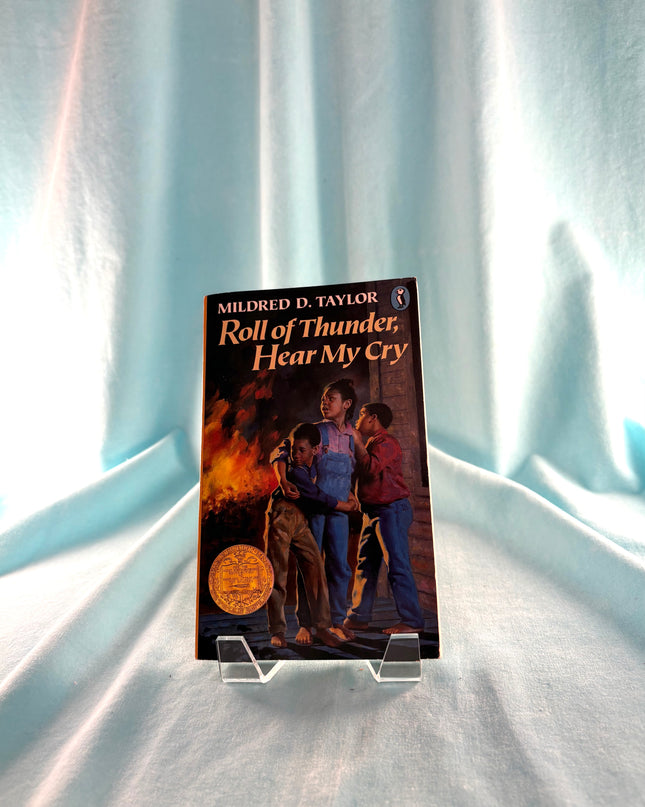 MILDRED D. TAYLOR
Roll of Thunder,
Hear My Cry